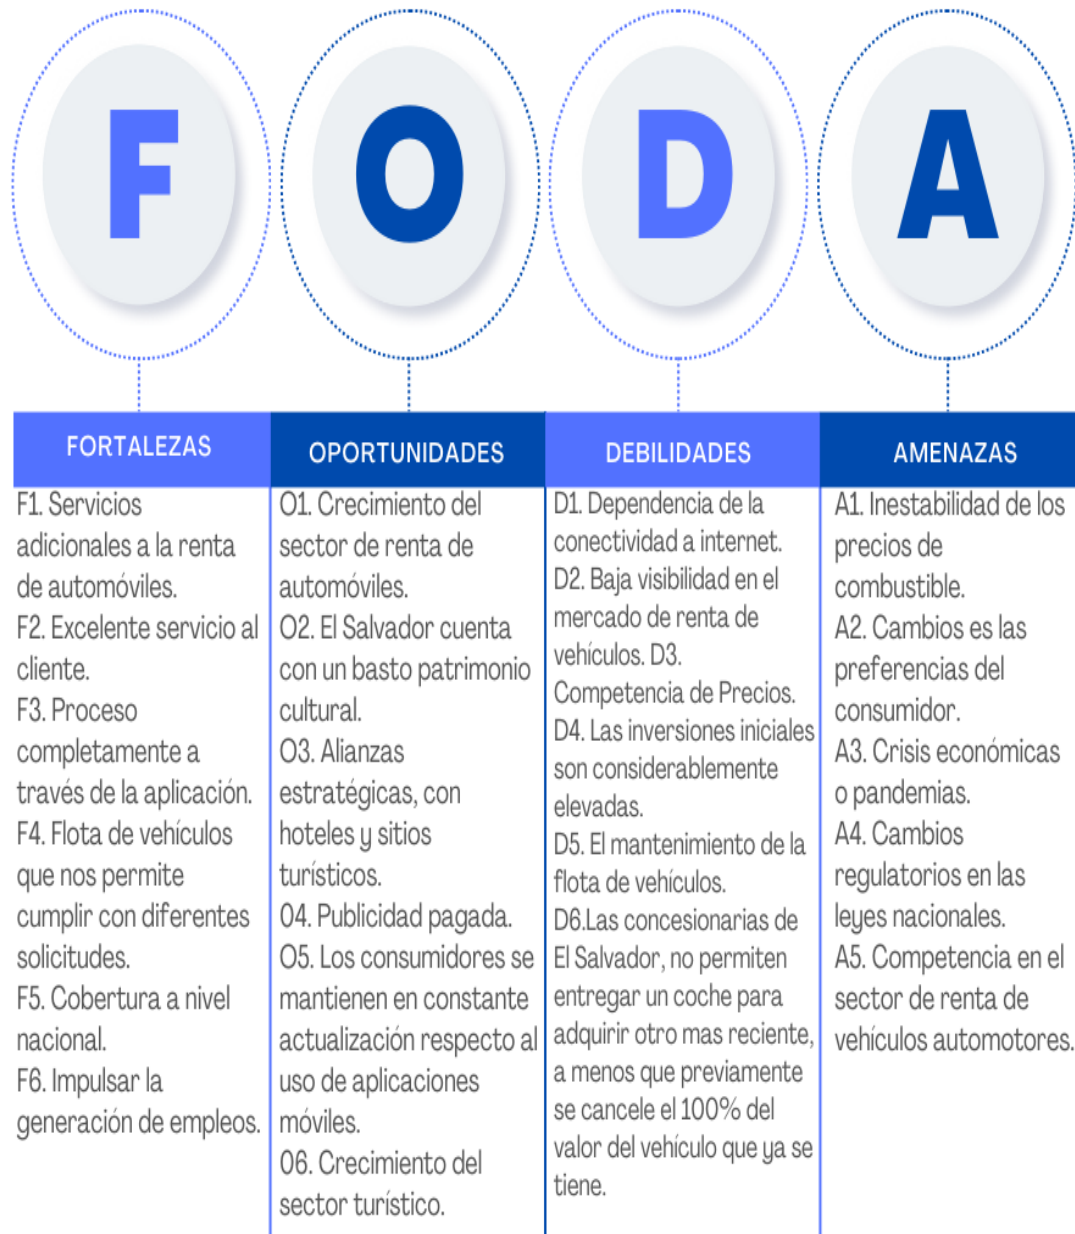 F
O
D
A
FORTALEZAS
F1. Servicios
adicionales a la renta
de automóviles.
F2. Excelente servicio al
cliente.
F3. Proceso
completamente a
través de la aplicación.
F4. Flota de vehículos
que nos permite
cumplir con diferentes
solicitudes.
F5. Cobertura a nivel
nacional.
F6. Impulsar la
generación de empleos.
OPORTUNIDADES
O1. Crecimiento del
sector de renta de
automóviles.
O2. El Salvador cuenta
con un basto patrimonio
cultural.
O3. Alianzas
estratégicas, con
hoteles y sitios
turísticos.
04. Publicidad pagada.
O5. Los consumidores se
mantienen en constante
actualización respecto al
uso de aplicaciones
móviles.
06. Crecimiento del
sector turístico.
DEBILIDADES
D1. Dependencia de la
conectividad a internet.
D2. Baja visibilidad en el
mercado de renta de
vehículos. D3.
Competencia de Precios.
D4. Las inversiones iniciales
son considerablemente
elevadas.
D5. El mantenimiento de la
flota de vehículos.
D6.Las concesionarias de
El Salvador, no permiten
entregar un coche para
adquirir otro mas reciente,
a menos que previamente
se cancele el 100% del
valor del vehículo que ya se
tiene.
AMENAZAS
A1. Inestabilidad de los
precios de
combustible.
A2. Cambios es las
preferencias del
consumidor.
A3. Crisis económicas
o pandemias.
A4. Cambios
regulatorios en las
leyes nacionales.
A5. Competencia en el
sector de renta de
vehículos automotores.